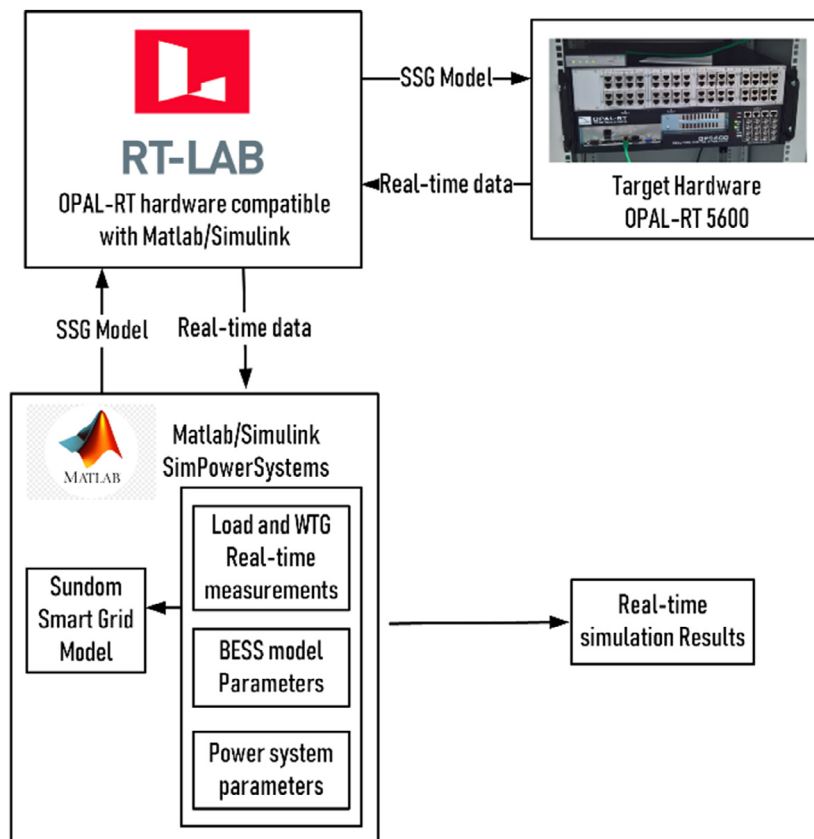 RT-LAB
OPAL-RT hardware compatible
with Matlab/Simulink
SSG Model
Real-time data
OPAL-RT
Target Hardware
OPAL-RT 5600
SSG Model
Real-time data
MATLAB
Matlab/Simulink
SimPowerSystems
Load and WTG
Real-time
measurements
Sundom
Smart Grid
Model
BESS model
Parameters
Power system
parameters
Real-time
simulation Results